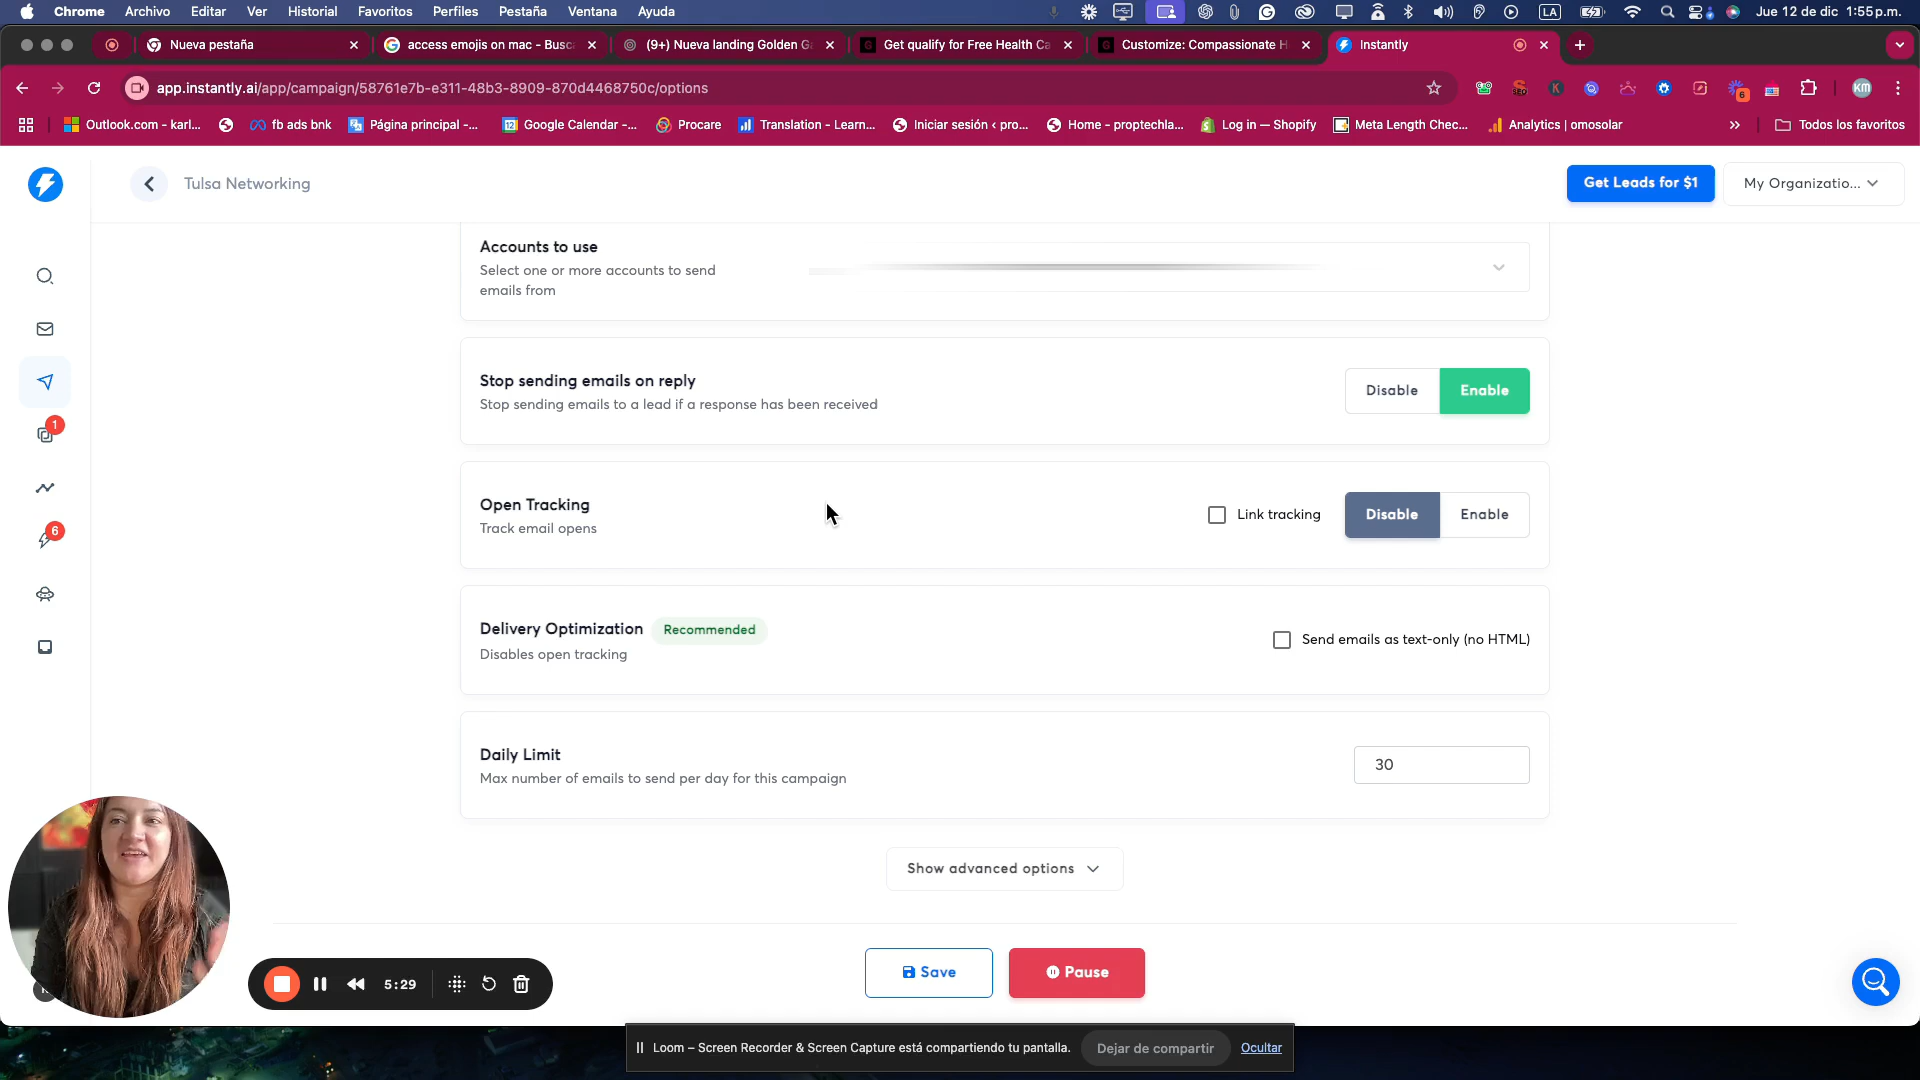 Chrome Archivo Editar Ver Historial Favoritos Perfiles Pestaña Ventana Ayuda LA Jue 12 de dic 1:55 p.m.
Nueva pestaña access emojis on mac - Busc (9+) Nueva landing Golden G Get qualify for Free Health Ca Customize: Compassionate H Instantly
app.instantly.ai/app/campaign/58761e7b-e311-48b3-8909-870d4468750c/options SEO K 6 KM
Outlook.com - karl... fb ads bnk Página principal -... 12 Google Calendar -... Procare Translation - Learn... Iniciar sesión ‹ pro... Home - proptechla... Log in — Shopify Meta Length Chec... Analytics | omosolar » Todos los favoritos
Tulsa Networking
Get Leads for $1
My Organizatio...
Accounts to use
Select one or more accounts to send
emails from
Stop sending emails on reply
Stop sending emails to a lead if a response has been received
Disable Enable
1
Open Tracking
Track email opens
Link tracking Disable Enable
6
Delivery Optimization Recommended
Disables open tracking
Send emails as text-only (no HTML)
Daily Limit
Max number of emails to send per day for this campaign
30
Show advanced options
Save Pause
5:29
Loom – Screen Recorder & Screen Capture está compartiendo tu pantalla. Dejar de compartir Ocultar